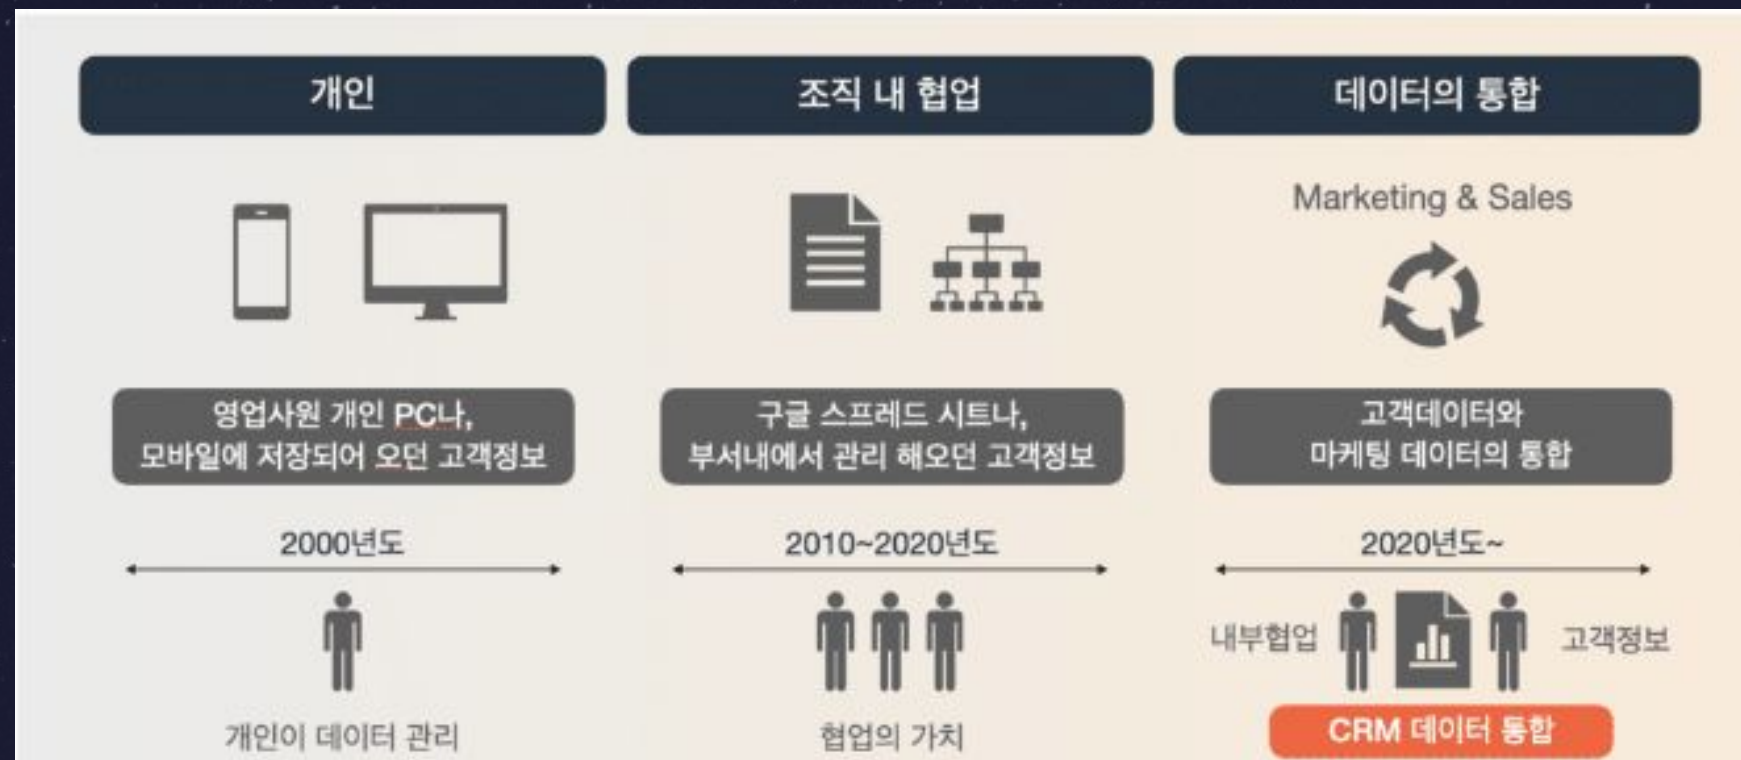 개인
조직 내 협업
데이터의 통합
Marketing & Sales
영업사원 개인 PC나,
모바일에 저장되어 오던 고객정보
구글 스프레드 시트나,
부서내에서 관리 해오던 고객정보
고객데이터와
마케팅 데이터의 통합
2000년도
2010~2020년도
2020년도~
내부협업
고객정보
개인이 데이터 관리
협업의 가치
CRM 데이터 통합